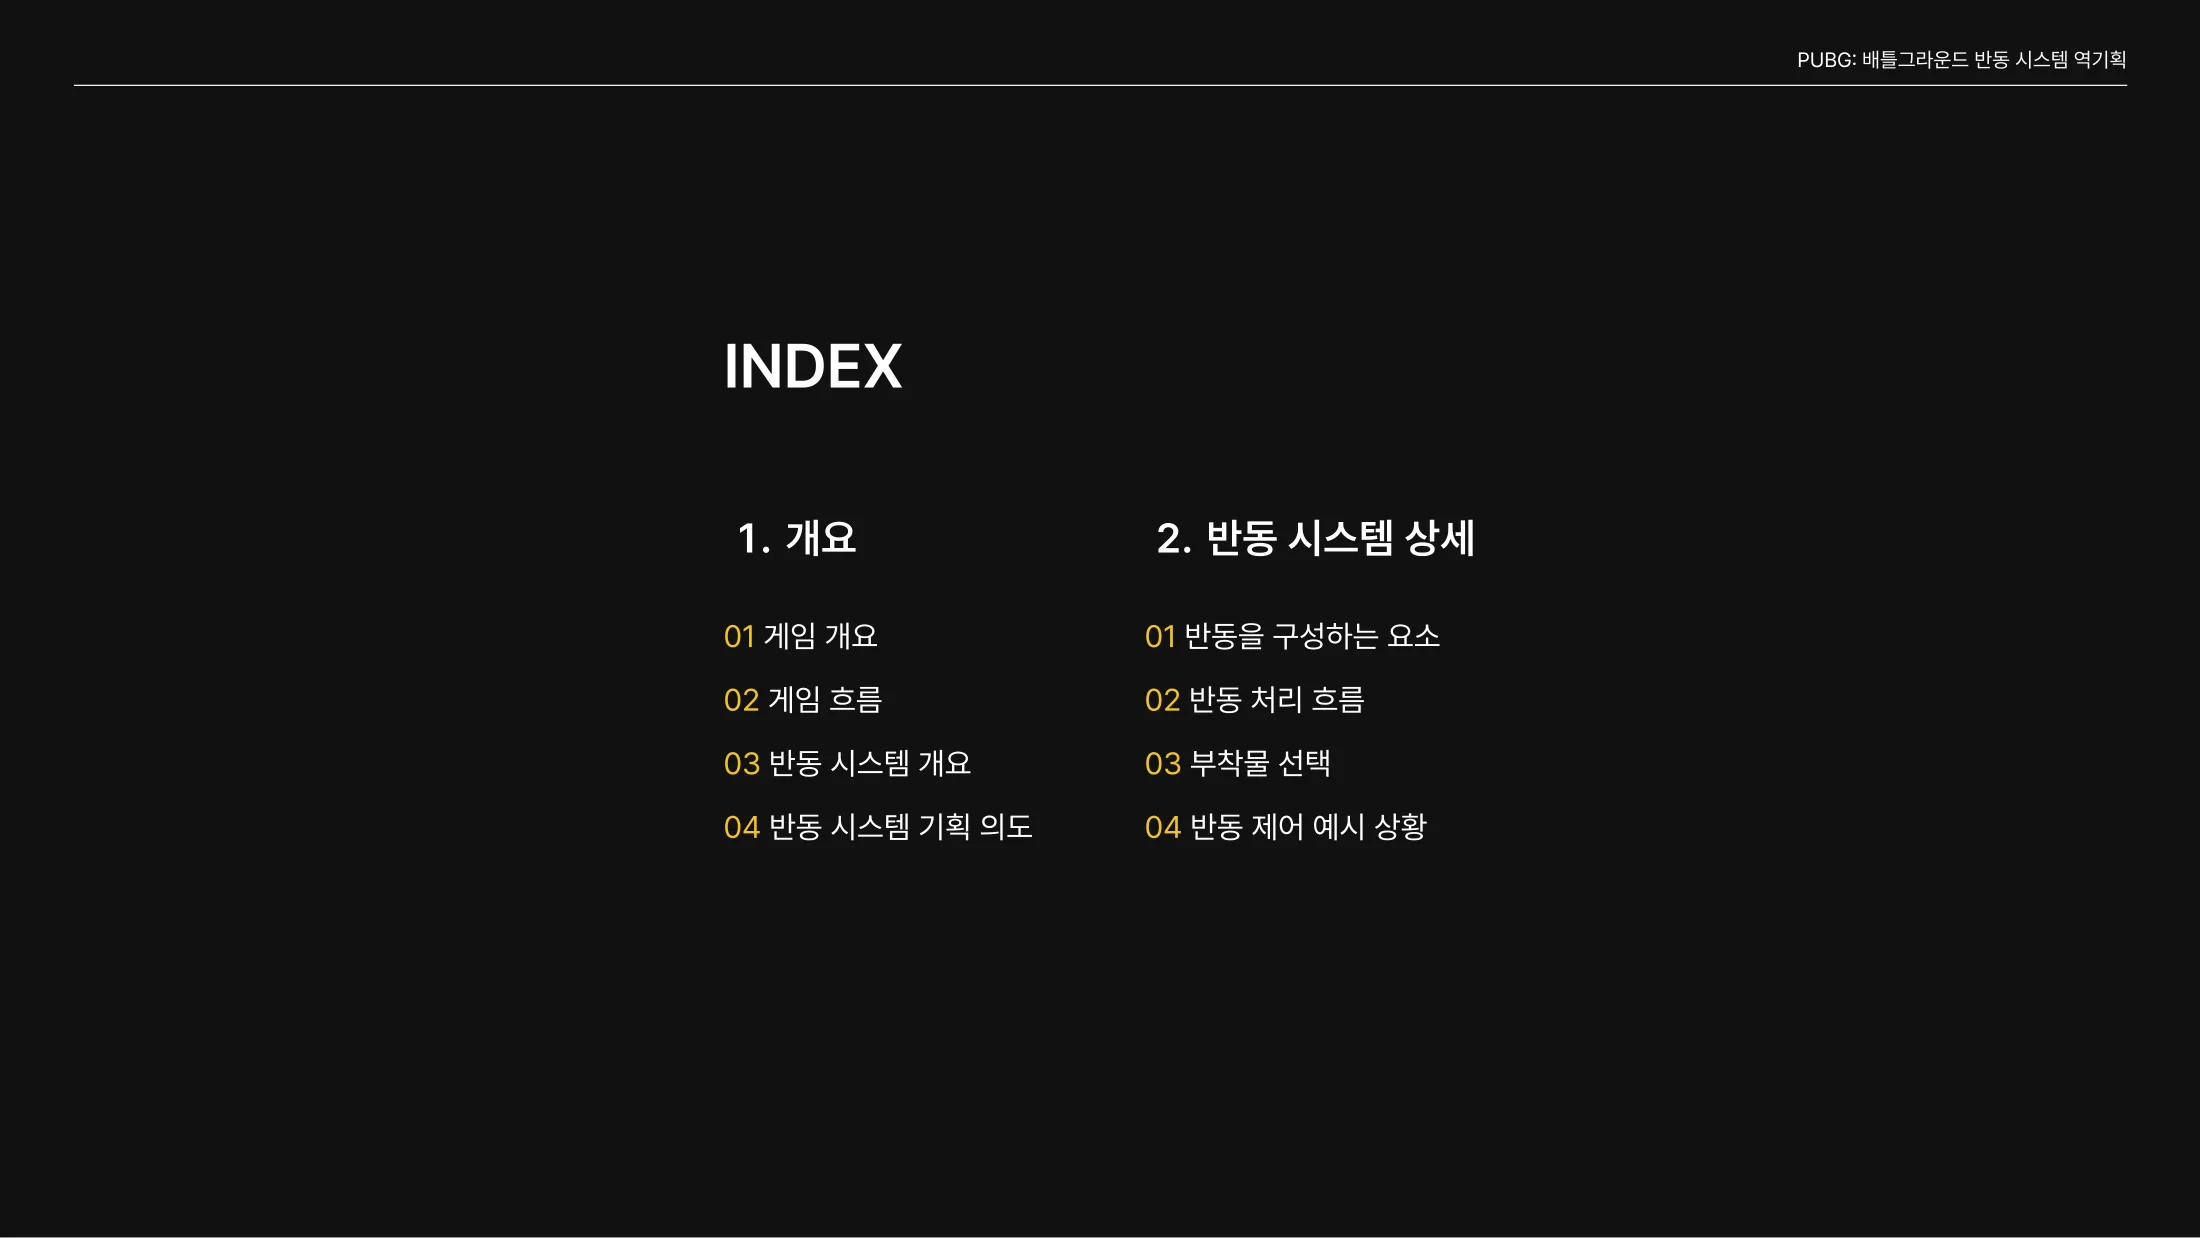 PUBG: 배틀그라운드 반동 시스템 역기획
INDEX
1. 개요
01 게임 개요
02 게임 흐름
03 반동 시스템 개요
04 반동 시스템 기획 의도
2. 반동 시스템 상세
01 반동을 구성하는 요소
02 반동 처리 흐름
03 부착물 선택
04 반동 제어 예시 상황